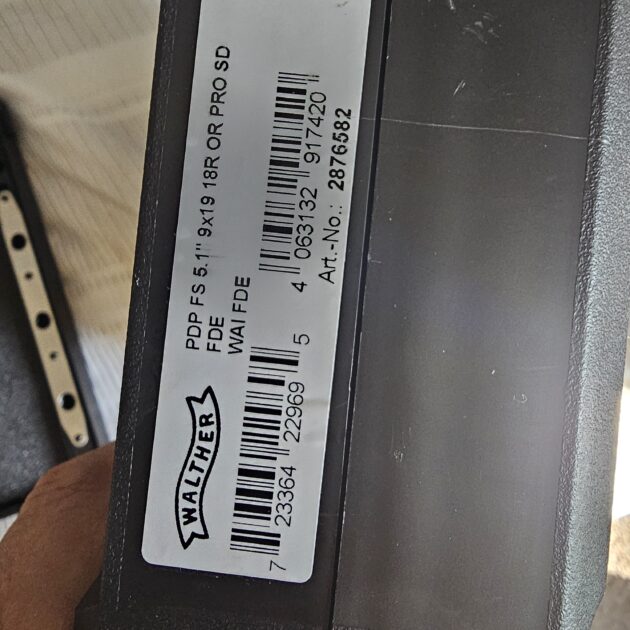 WALTHER
PDP FS 5.1" 9x19 18R OR PRO SD
FDE
WAI FDE
7 23364 22969 5
4 063132 917420
Art.-No.: 2876582